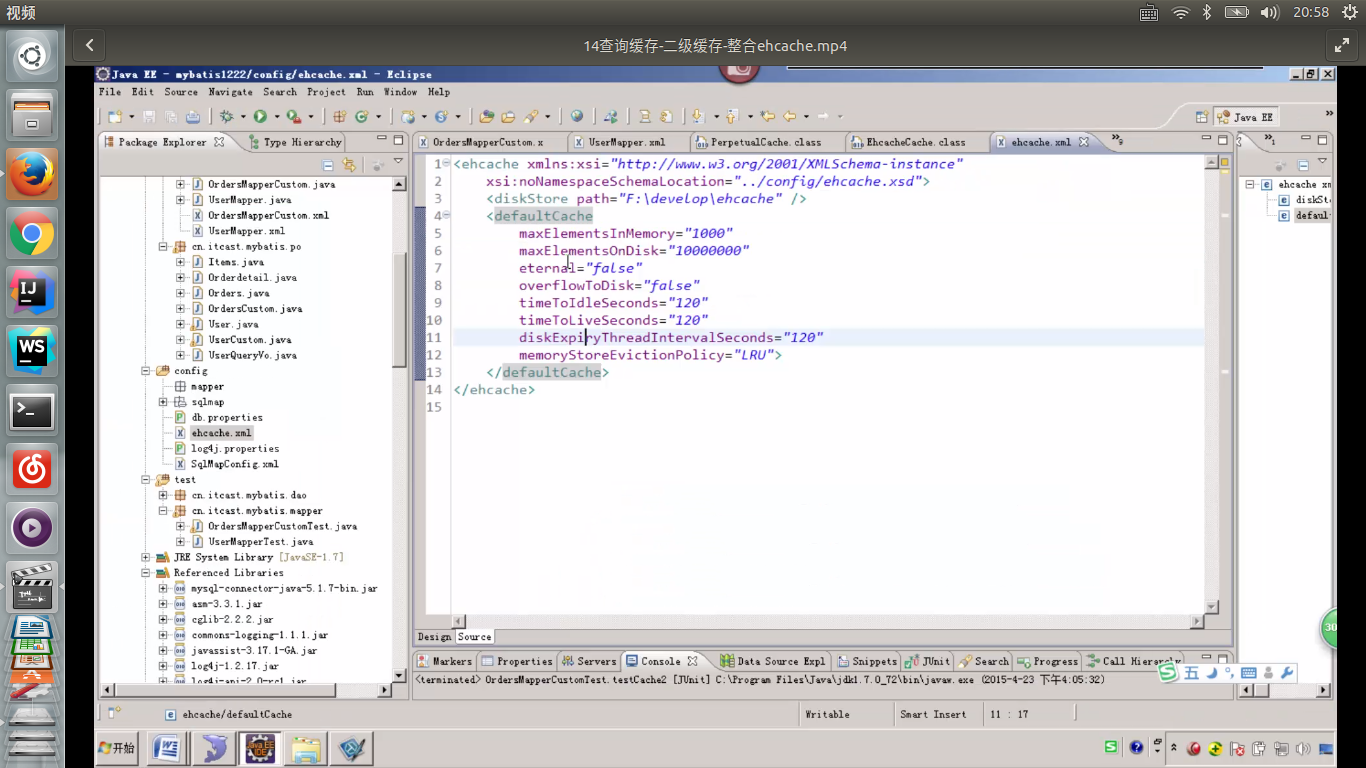 视频
20:58
14查询缓存-二级缓存-整合ehcache.mp4
Java EE - mybatis1222/config/ehcache.xml - Eclipse
File Edit Source Navigate Search Project Run Window Help
Java EE
Package Explorer
Type Hierarchy
OrdersMapperCustom.x
UserMapper.xml
PerpetualCache.class
EhcacheCache.class
ehcache.xml
»9
»1
OrdersMapperCustom.java
UserMapper.java
OrdersMapperCustom.xml
UserMapper.xml
cn.itcast.mybatis.po
Items.java
Orderdetail.java
Orders.java
OrdersCustom.java
User.java
UserCustom.java
UserQueryVo.java
config
mapper
sqlmap
db.properties
ehcache.xml
log4j.properties
SqlMapConfig.xml
test
cn.itcast.mybatis.dao
cn.itcast.mybatis.mapper
OrdersMapperCustomTest.java
UserMapperTest.java
JRE System Library [JavaSE-1.7]
Referenced Libraries
mysql-connector-java-5.1.7-bin.jar
asm-3.3.1.jar
cglib-2.2.2.jar
commons-logging-1.1.1.jar
javassist-3.17.1-GA.jar
log4j-1.2.17.jar
log4j-api-2.0-rc1.jar
1 <ehcache xmlns:xsi="http://www.w3.org/2001/XMLSchema-instance"
2 xsi:noNamespaceSchemaLocation="../config/ehcache.xsd">
3 <diskStore path="F:\develop\ehcache" />
4 <defaultCache
5 maxElementsInMemory="1000"
6 maxElementsOnDisk="10000000"
7 eternal="false"
8 overflowToDisk="false"
9 timeToIdleSeconds="120"
10 timeToLiveSeconds="120"
11 diskExpiryThreadIntervalSeconds="120"
12 memoryStoreEvictionPolicy="LRU">
13 </defaultCache>
14 </ehcache>
15
ehcache xm
diskSt
defaul
Design Source
Markers
Properties
Servers
Console
Data Source Expl
Snippets
JUnit
Search
Progress
Call Hierarchy
<terminated> OrdersMapperCustomTest.testCache2 [JUnit] C:\Program Files\Java\jdk1.7.0_72\bin\javaw.exe (2015-4-23 下午4:05:32)
30
五
ehcache/defaultCache
Writable
Smart Insert
11 : 17
开始
IJ
WS